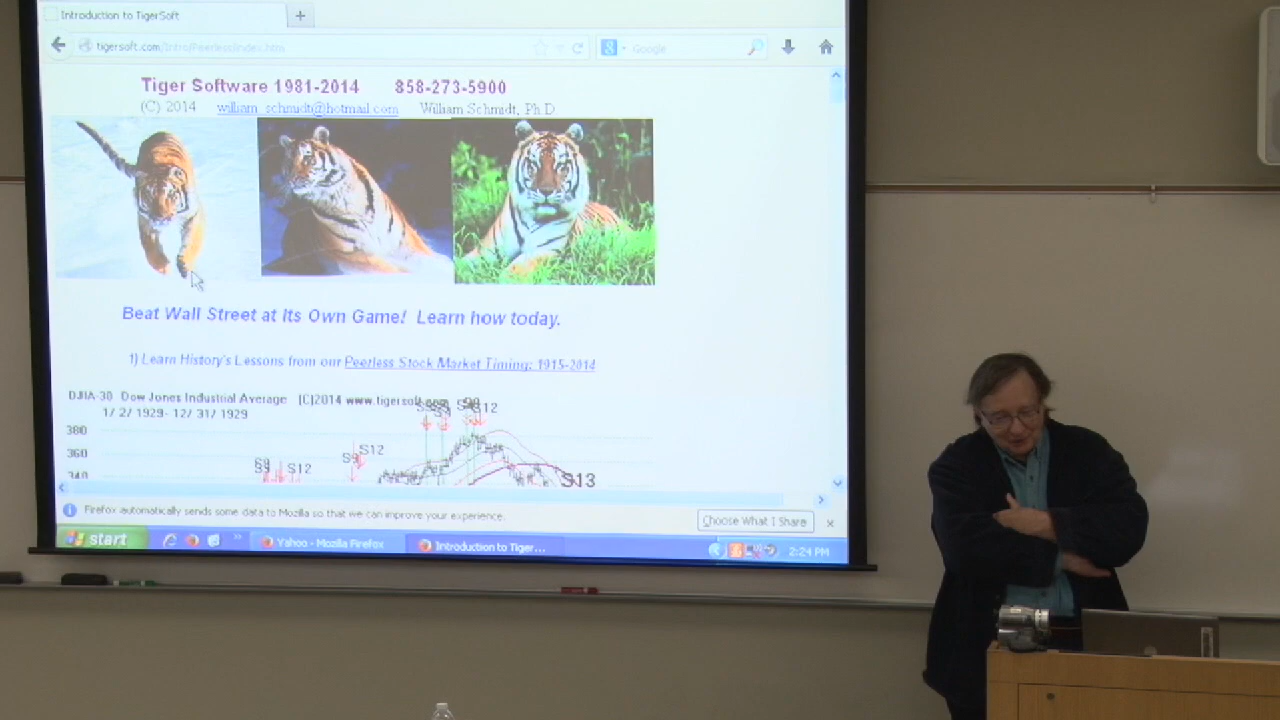 Introduction to TigerSoft
tigersoft.com/Intro/Peerless/index.htm
Google
Tiger Software 1981-2014 858-273-5900
(C) 2014 william_schmidt@hotmail.com William Schmidt, Ph.D
Beat Wall Street at Its Own Game! Learn how today.
1) Learn History's Lessons from our Peerless Stock Market Timing: 1915-2014
DJIA-30 Dow Jones Industrial Average (C)2014 www.tigersoft.com
1/ 2/ 1929- 12/ 31/ 1929
S12
380
S12
S9
360
S12
S13
340
Firefox automatically sends some data to Mozilla so that we can improve your experience.
Choose What I Share
start
Yahoo - Mozilla Firefox
Introduction to Tiger...
2:24 PM